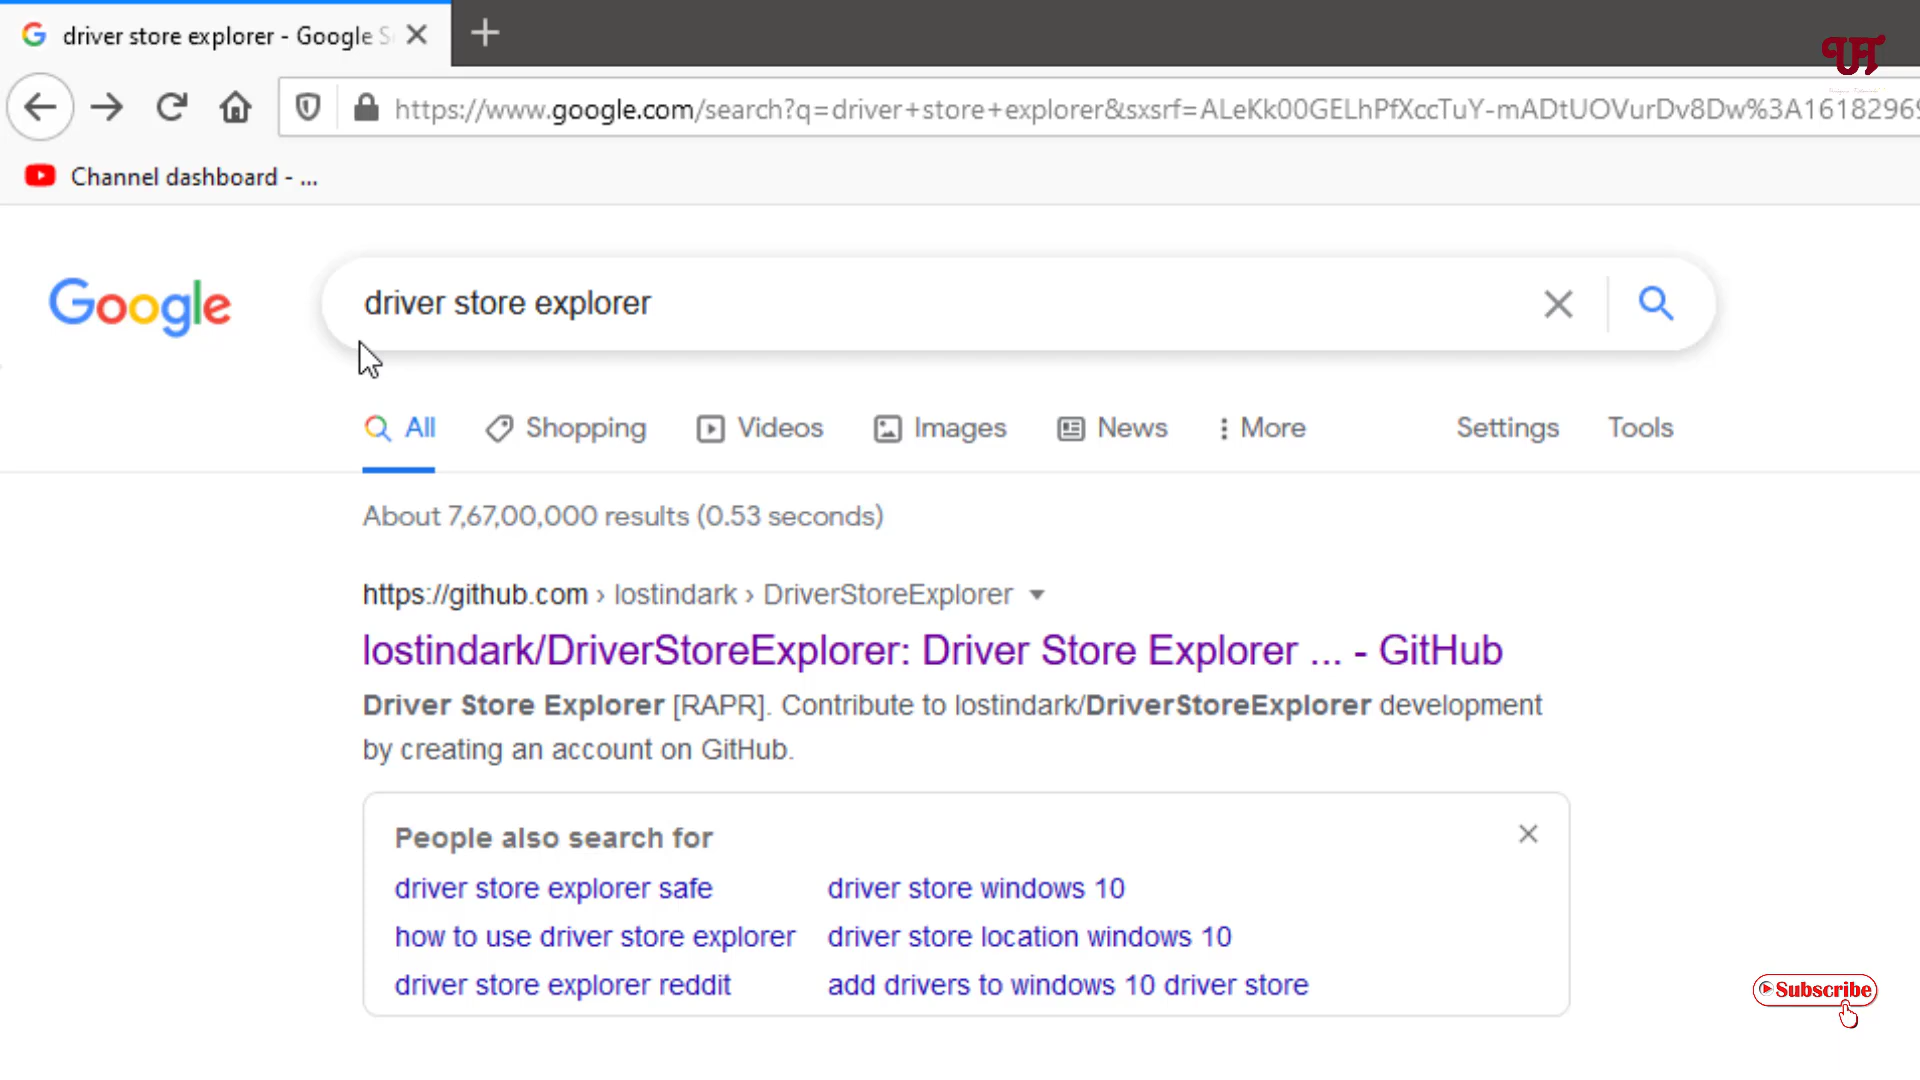 driver store explorer - Google S
UA
https://www.google.com/search?q=driver+store+explorer&sxsrf=ALeKk00GELhPfXccTuY-mADtUOVurDv8Dw%3A16182969
Channel dashboard - ...
Google
driver store explorer
All Shopping Videos Images News More Settings Tools
About 7,67,00,000 results (0.53 seconds)
https://github.com › lostindark › DriverStoreExplorer
lostindark/DriverStoreExplorer: Driver Store Explorer ... - GitHub
Driver Store Explorer [RAPR]. Contribute to lostindark/DriverStoreExplorer development
by creating an account on GitHub.
People also search for
driver store explorer safe driver store windows 10
how to use driver store explorer driver store location windows 10
driver store explorer reddit add drivers to windows 10 driver store
Subscribe